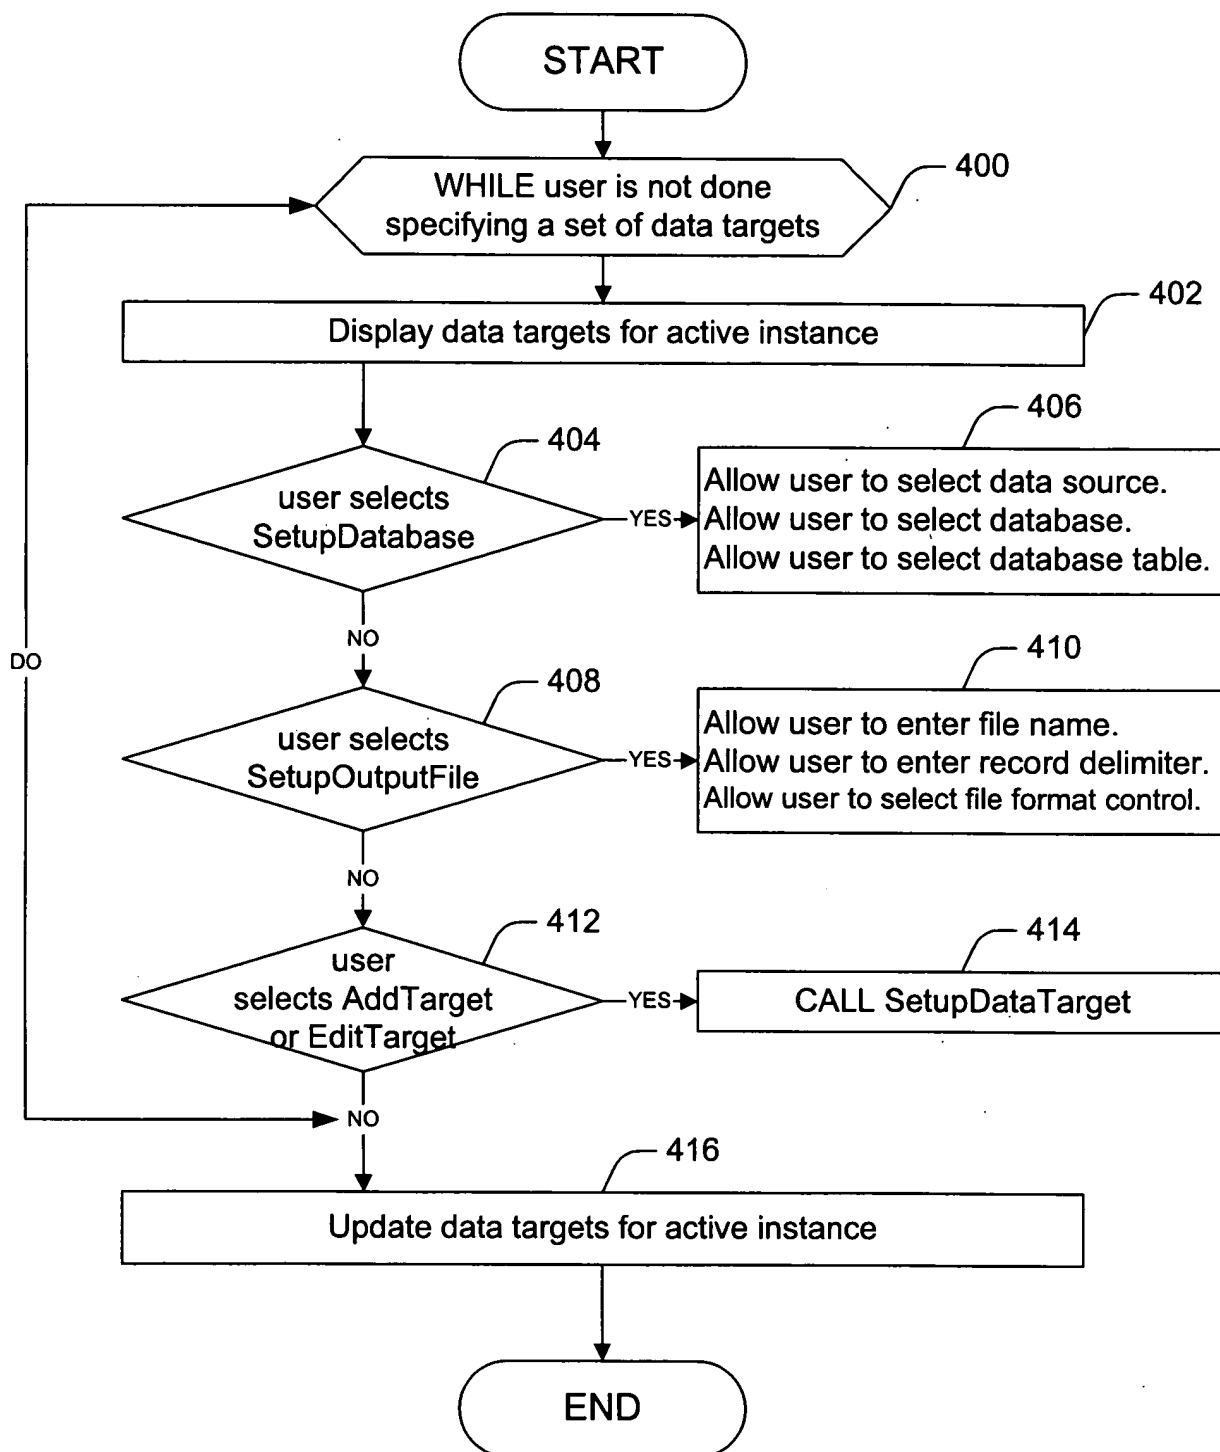 START
WHILE user is not done
specifying a set of data targets
400
Display data targets for active instance
402
user selects
SetupDatabase
404
YES
Allow user to select data source.
Allow user to select database.
Allow user to select database table.
406
NO
DO
user selects
SetupOutputFile
408
YES
Allow user to enter file name.
Allow user to enter record delimiter.
Allow user to select file format control.
410
NO
user
selects AddTarget
or EditTarget
412
YES
CALL SetupDataTarget
414
NO
416
Update data targets for active instance
END